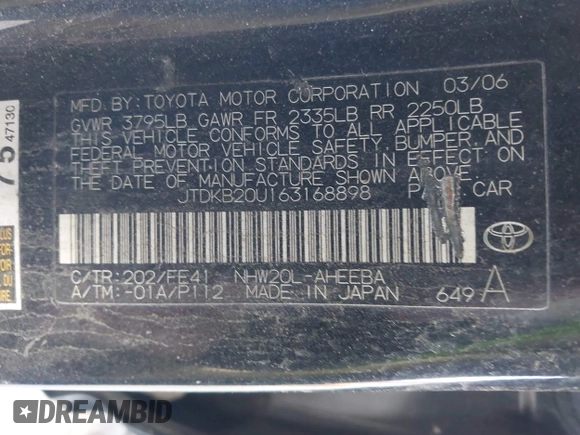 MFD. BY: TOYOTA MOTOR CORPORATION 03/06
GVWR 3795LB GAWR FR 2335LB RR 2250LB
THIS VEHICLE CONFORMS TO ALL APPLICABLE
FEDERAL MOTOR VEHICLE SAFETY, BUMPER, AND
THEFT PREVENTION STANDARDS IN EFFECT ON
THE DATE OF MANUFACTURE SHOWN ABOVE.
JTDKB20U163168898 CAR
C/TR: 202/FE41 NHW20L-AHEEBA
A/TM: -01A/P112 MADE IN JAPAN 649 A
75 47130
DREAMBID